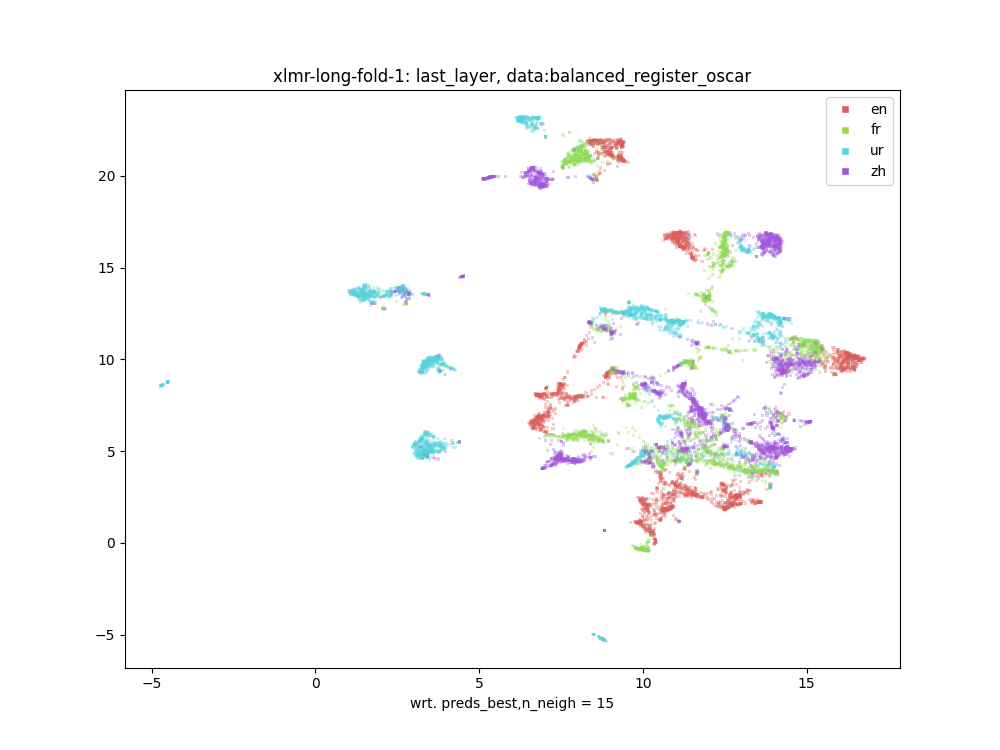 xlmr-long-fold-1: last_layer, data:balanced_register_oscar
en
fr
ur
zh
20
15
10
5
0
−5
−5
0
5
10
15
wrt. preds_best,n_neigh = 15